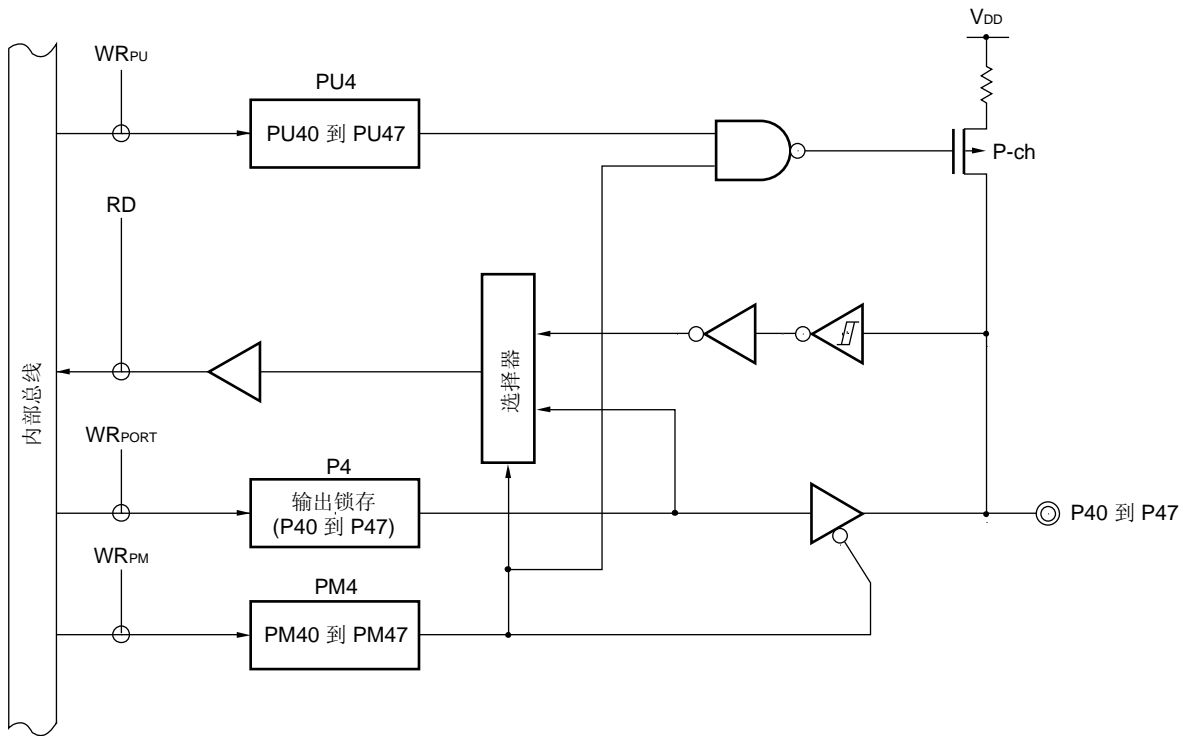 VDD
WRPU
PU4
PU40 到 PU47
P-ch
RD
选择器
内部总线
WRPORT
P4
输出锁存
(P40 到 P47)
P40 到 P47
WRPM
PM4
PM40 到 PM47